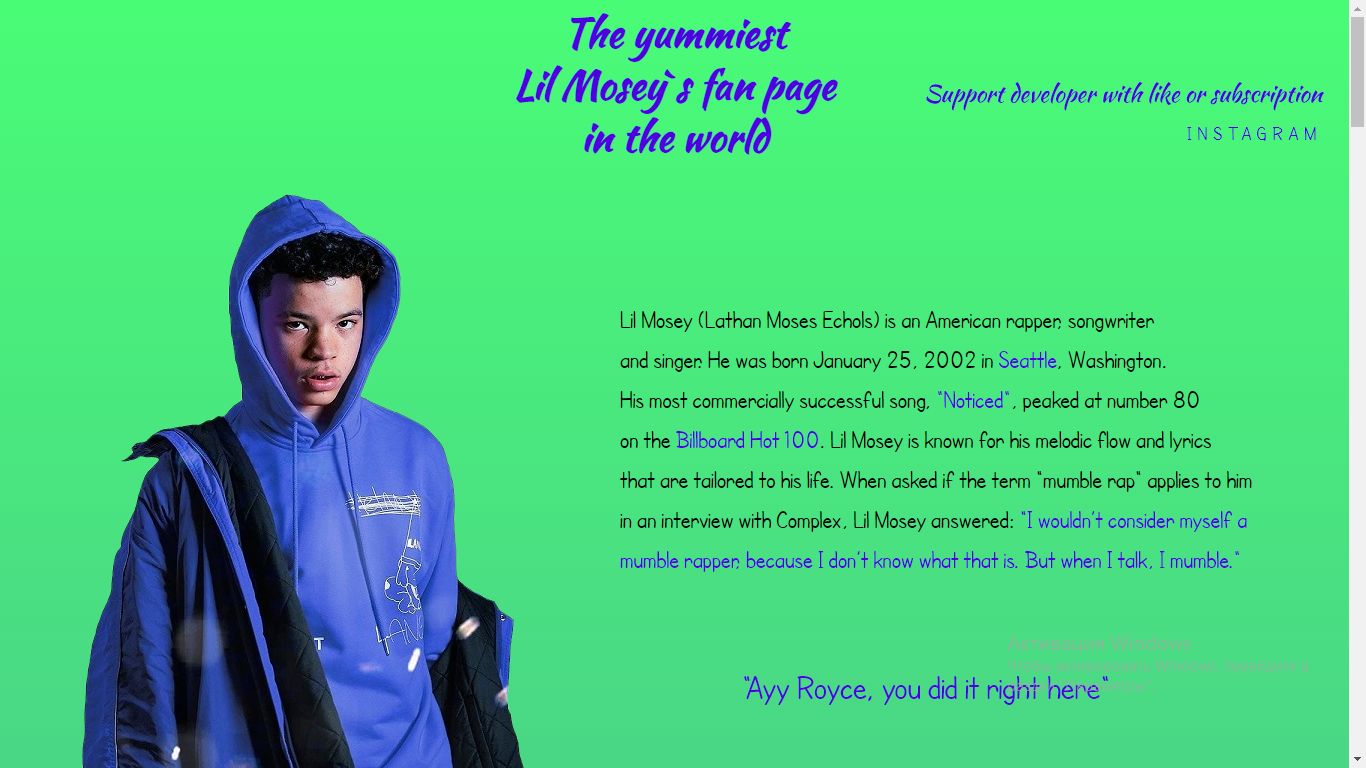 The yummiest
Lil Mosey`s fan page
in the world
Support developer with like or subscription
INSTAGRAM
Lil Mosey (Lathan Moses Echols) is an American rapper, songwriter
and singer. He was born January 25, 2002 in Seattle, Washington.
His most commercially successful song, "Noticed", peaked at number 80
on the Billboard Hot 100. Lil Mosey is known for his melodic flow and lyrics
that are tailored to his life. When asked if the term "mumble rap" applies to him
in an interview with Complex, Lil Mosey answered: "I wouldn't consider myself a
mumble rapper, because I don't know what that is. But when I talk, I mumble."
Активация Windows
Чтобы активировать Windows, перейдите в
"Ayy Royce, you did it right here"